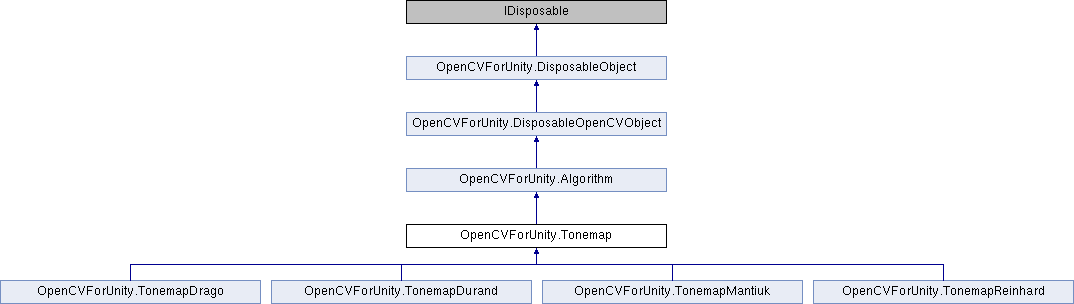 IDisposable
OpenCVForUnity.DisposableObject
OpenCVForUnity.DisposableOpenCVObject
OpenCVForUnity.Algorithm
OpenCVForUnity.Tonemap
OpenCVForUnity.TonemapDrago
OpenCVForUnity.TonemapDurand
OpenCVForUnity.TonemapMantiuk
OpenCVForUnity.TonemapReinhard